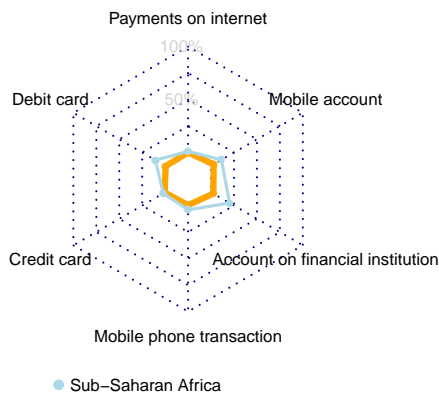 Payments on internet
100%
Debit card
50%
Mobile account
Credit card
Account on financial institution
Mobile phone transaction
Sub−Saharan Africa